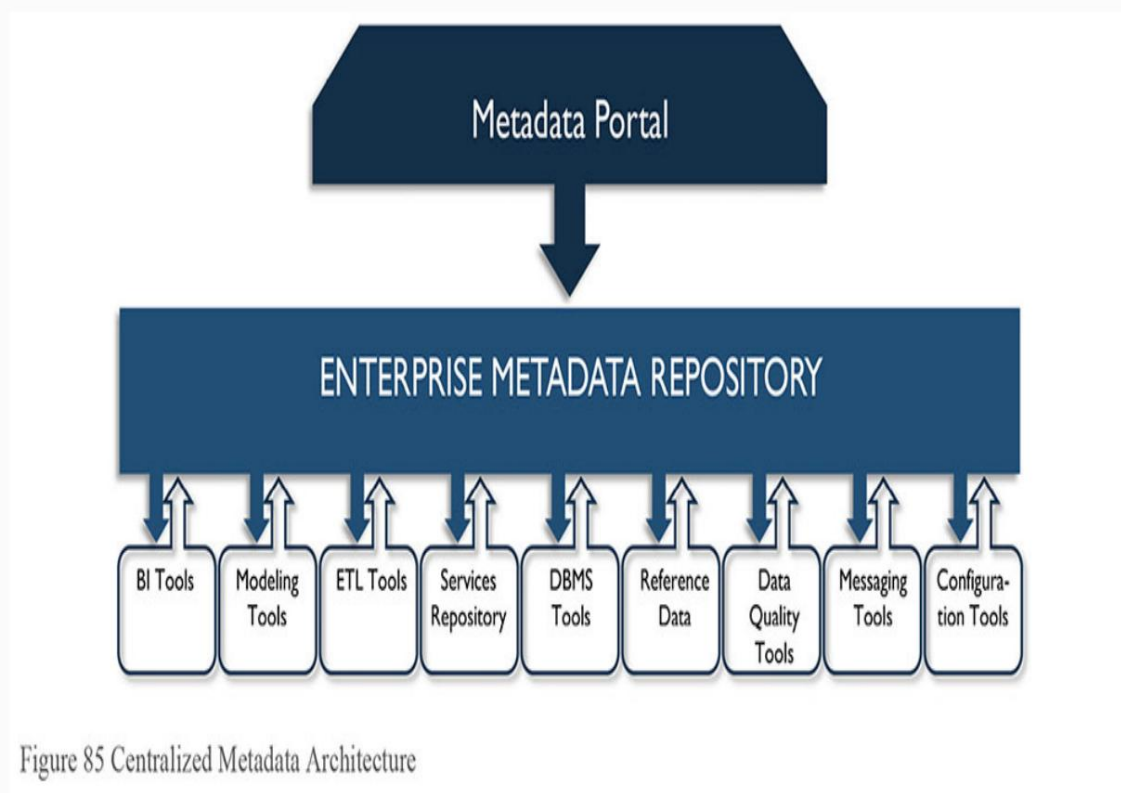 Metadata Portal
ENTERPRISE METADATA REPOSITORY
BI Tools
Modeling
Tools
ETL Tools
Services
Repository
DBMS
Tools
Reference
Data
Data
Quality
Tools
Messaging
Tools
Configura-
tion Tools
Figure 85 Centralized Metadata Architecture